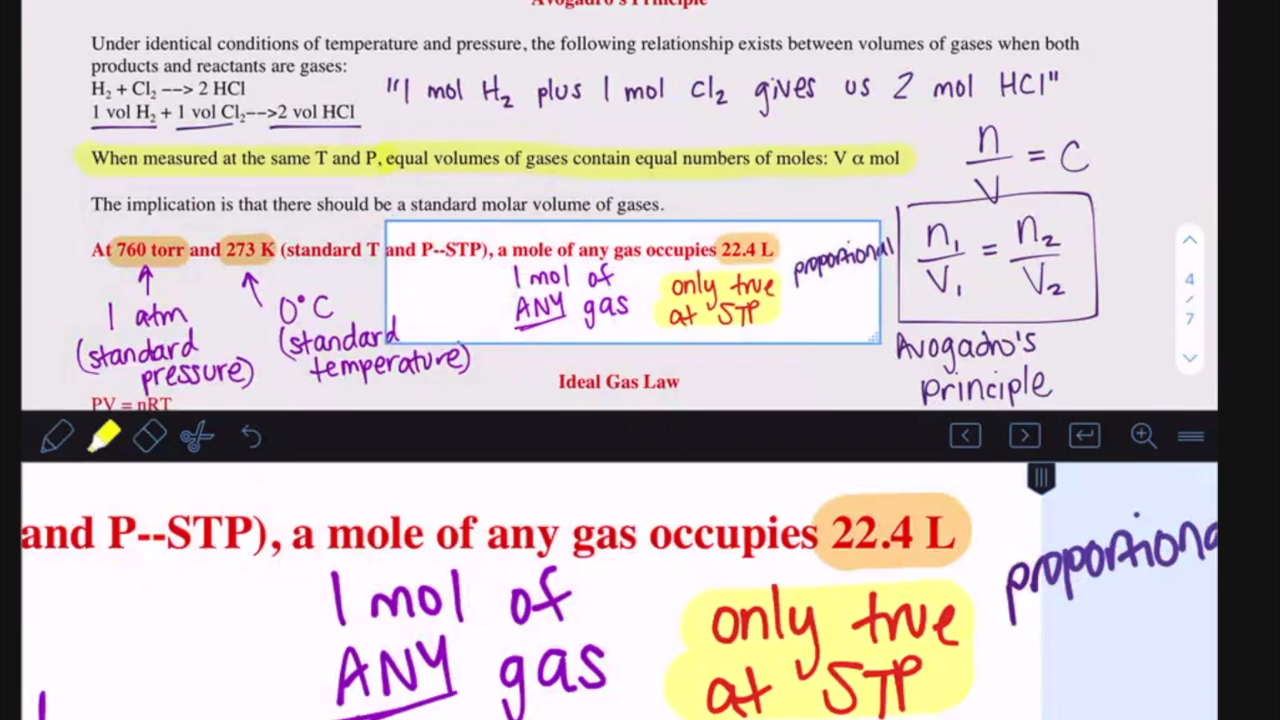 Avogadro's Principle
Under identical conditions of temperature and pressure, the following relationship exists between volumes of gases when both
products and reactants are gases:
H₂ + Cl₂ --> 2 HCl
"1 mol H₂ plus 1 mol Cl₂ gives us 2 mol HCl"
1 vol H₂ + 1 vol Cl₂-->2 vol HCl
n/V = C
When measured at the same T and P, equal volumes of gases contain equal numbers of moles: V α mol
The implication is that there should be a standard molar volume of gases.
At 760 torr and 273 K (standard T and P--STP), a mole of any gas occupies 22.4 L
proportional
n₁/V₁ = n₂/V₂
1 mol of
ANY gas
only true
at STP
1 atm
(standard
pressure)
0°C
(standard
temperature)
Avogadro's
principle
4
/
7
Ideal Gas Law
PV = nRT
and P--STP), a mole of any gas occupies 22.4 L
1 mol of
ANY gas
only true
at STP
proportiona